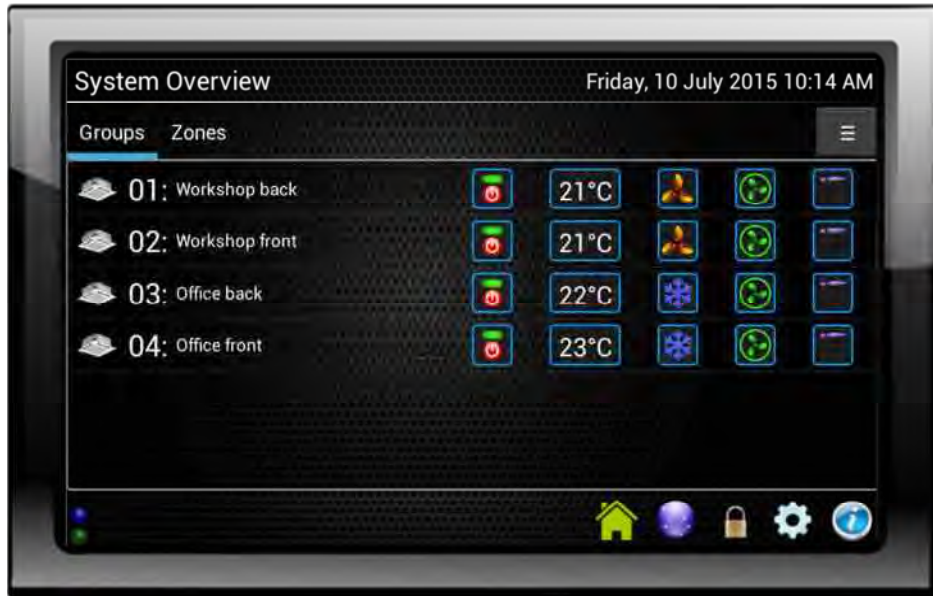 System Overview Friday, 10 July 2015 10:14 AM
Groups Zones
01: Workshop back 21°C
02: Workshop front 21°C
03: Office back 22°C
04: Office front 23°C